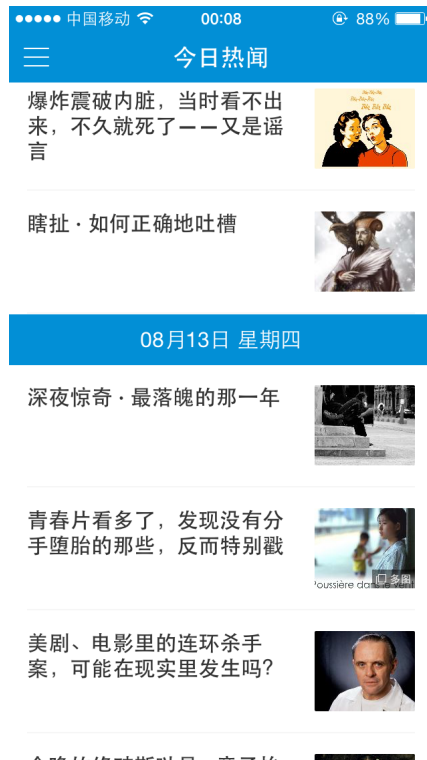 中国移动 00:08 88%
今日热闻
爆炸震破内脏，当时看不出
来，不久就死了——又是谣
言
瞎扯 · 如何正确地吐槽
08月13日 星期四
深夜惊奇 · 最落魄的那一年
青春片看多了，发现没有分
手堕胎的那些，反而特别戳
多图
Poussière dans le vent
美剧、电影里的连环杀手
案，可能在现实里发生吗？